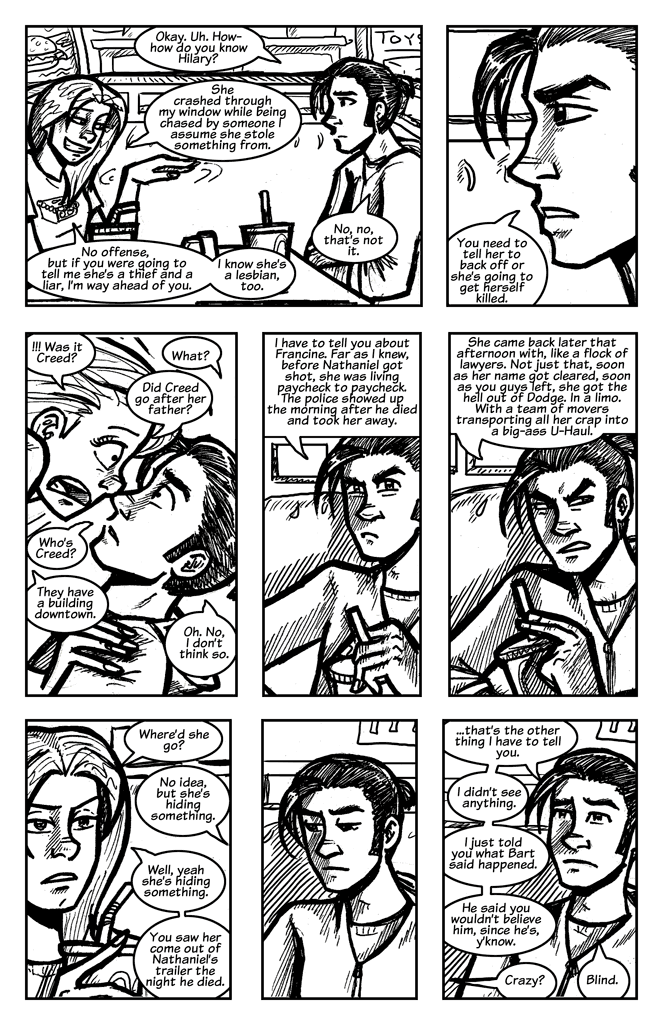 Okay. Uh. How-
how do you know
Hilary?
TOYS
She
crashed through
my window while being
chased by someone I
assume she stole
something from.
No, no,
that's not
it.
No offense,
but if you were going to
tell me she's a thief and a
liar, I'm way ahead of you.
I know she's
a lesbian,
too.
You need to
tell her to
back off or
she's going to
get herself
killed.
!!! Was it
Creed?
What?
Did Creed
go after her
father?
Who's
Creed?
They have
a building
downtown.
Oh. No,
I don't
think so.
I have to tell you about
Francine. Far as I knew,
before Nathaniel got
shot, she was living
paycheck to paycheck.
The police showed up
the morning after he died
and took her away.
She came back later that
afternoon with, like a flock of
lawyers. Not just that, soon
as her name got cleared, soon
as you guys left, she got the
hell out of Dodge. In a limo.
With a team of movers
transporting all her crap into
a big-ass U-Haul.
Where'd she
go?
No idea,
but she's
hiding
something.
Well, yeah
she's hiding
something.
You saw her
come out of
Nathaniel's
trailer the
night he died.
...that's the other
thing I have to tell
you.
I didn't see
anything.
I just told
you what Bart
said happened.
He said you
wouldn't believe
him, since he's,
y'know.
Crazy?
Blind.